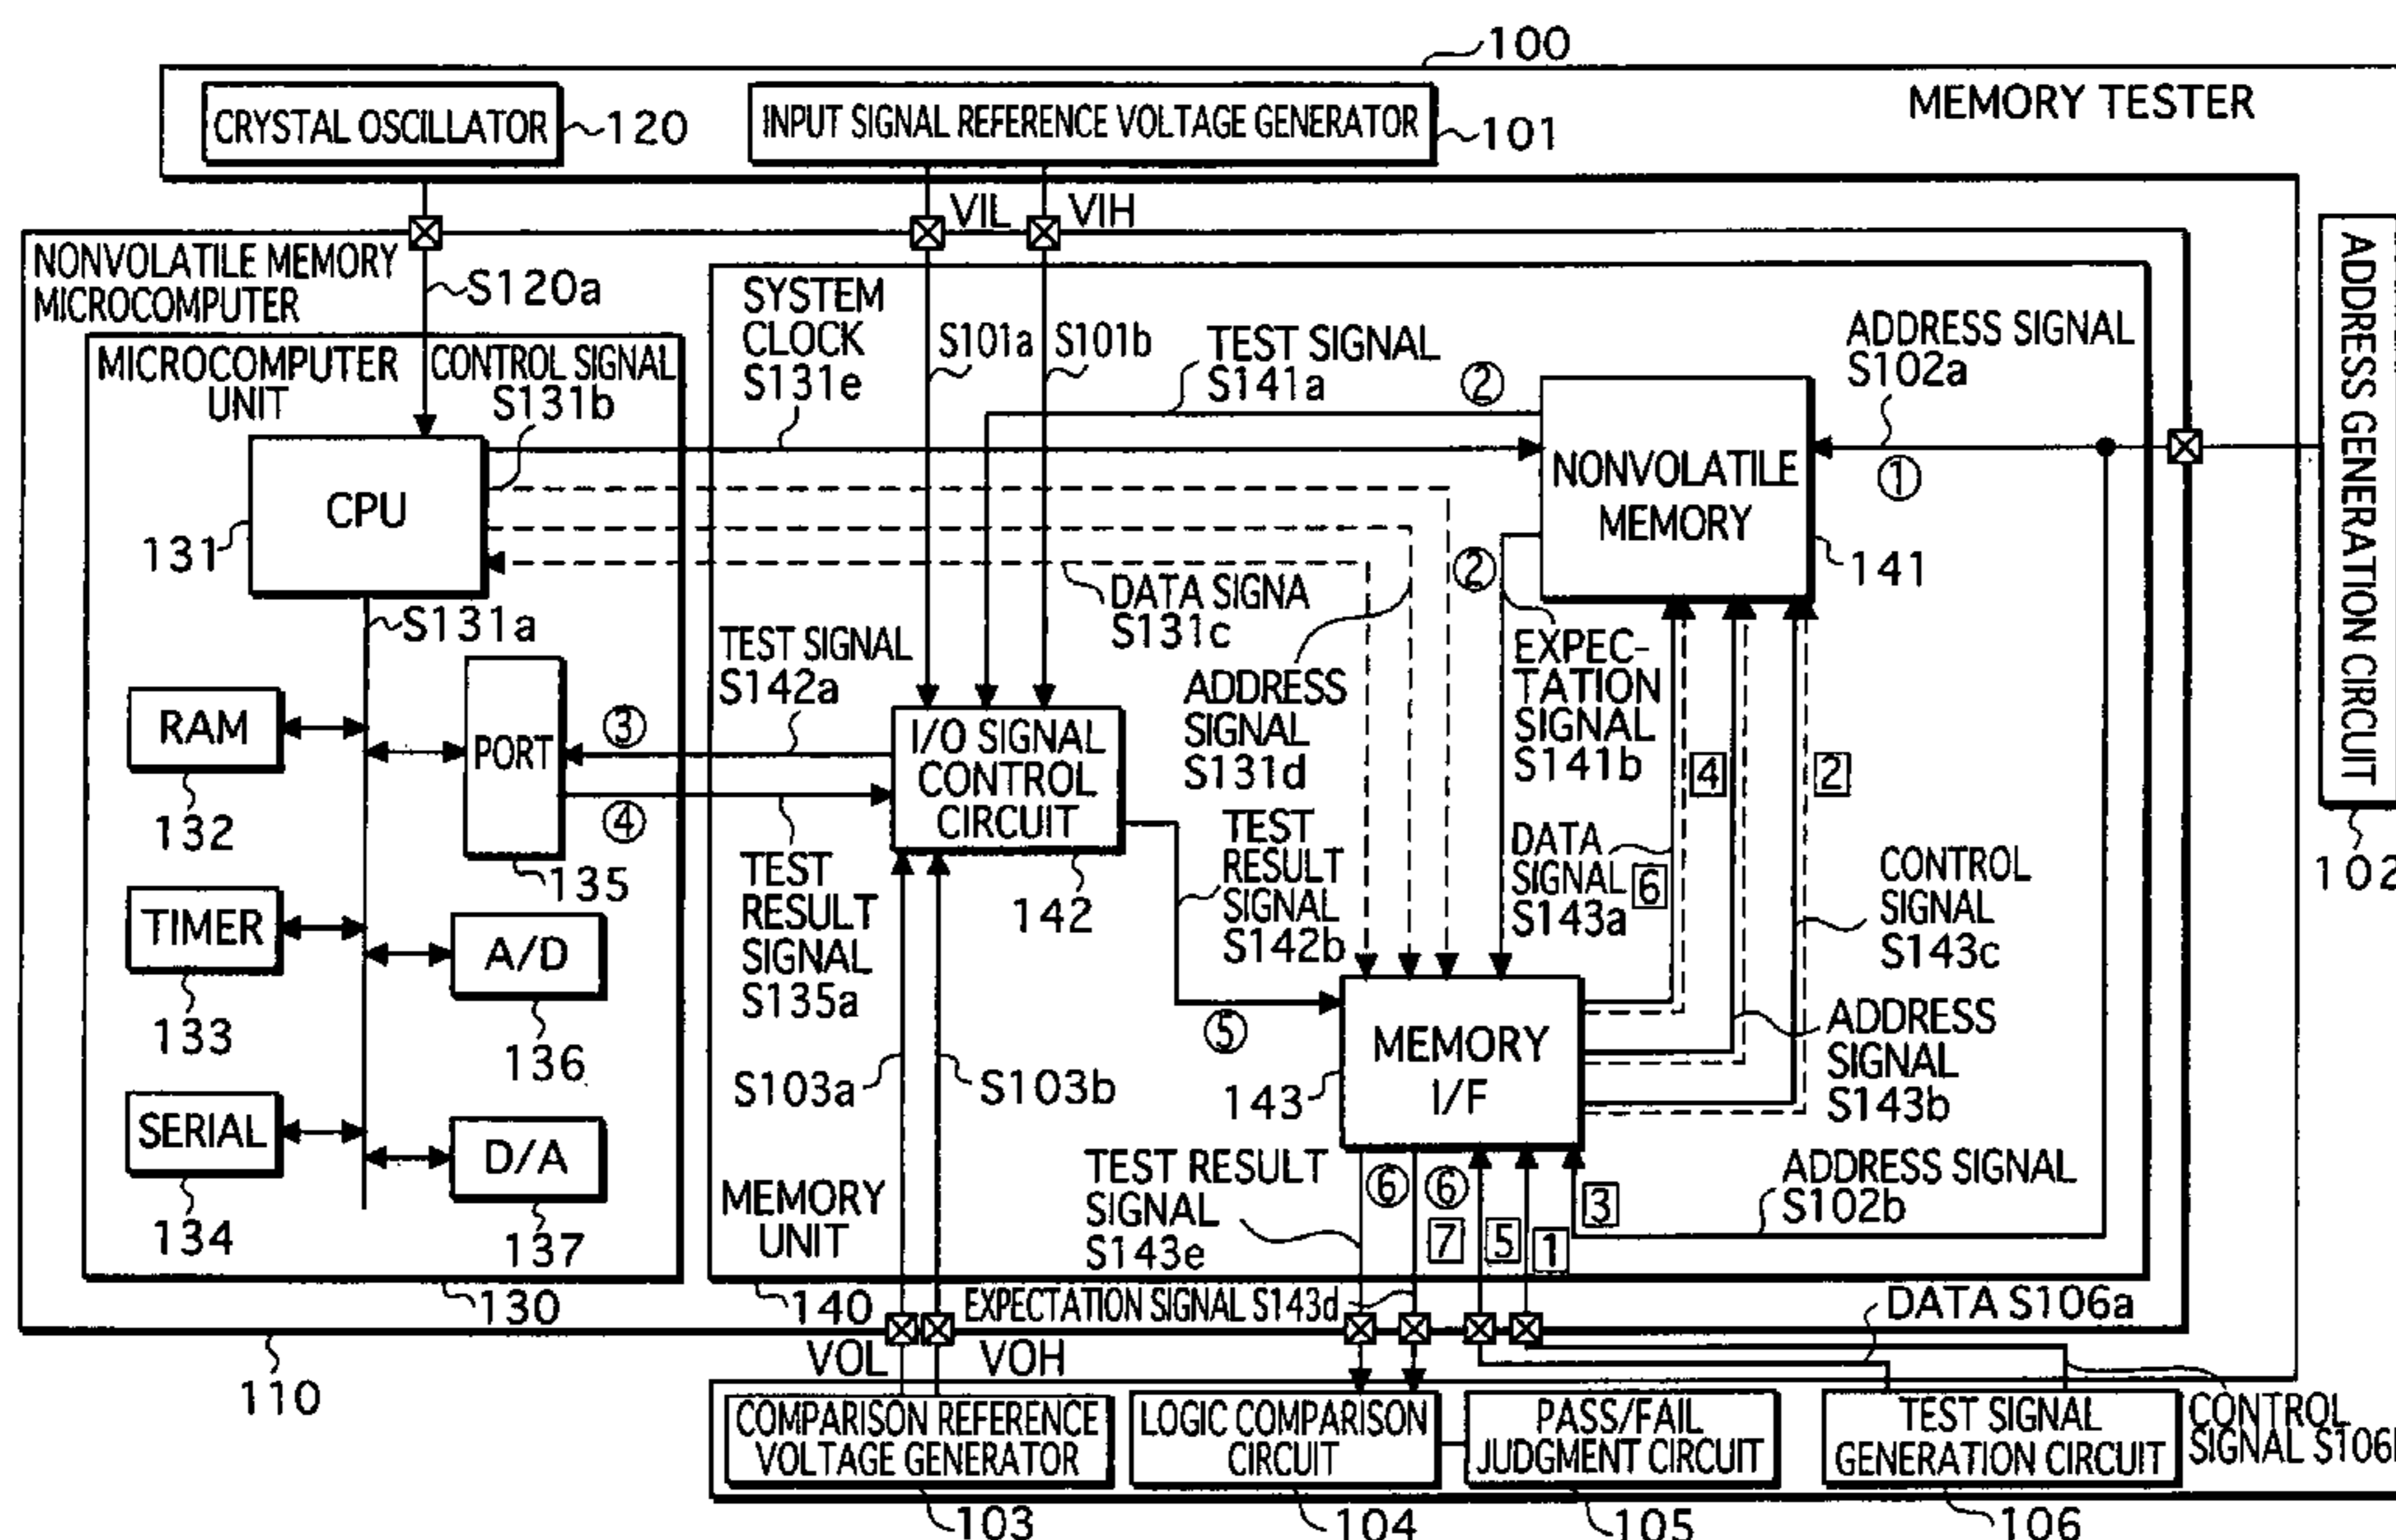 100
CRYSTAL OSCILLATOR
120
INPUT SIGNAL REFERENCE VOLTAGE GENERATOR
101
MEMORY TESTER
VIL
VIH
NONVOLATILE MEMORY
MICROCOMPUTER
S120a
SYSTEM
CLOCK
S131e
S101a
S101b
TEST SIGNAL
S141a
②
ADDRESS SIGNAL
S102a
①
ADDRESS GENERATION CIRCUIT
102
MICROCOMPUTER
UNIT
CONTROL SIGNAL
S131b
CPU
131
S131a
NONVOLATILE
MEMORY
141
②
DATA SIGNA
S131c
TEST SIGNAL
S142a
ADDRESS
SIGNAL
S131d
EXPEC-
TATION
SIGNAL
S141b
4
2
RAM
132
PORT
135
③
④
I/O SIGNAL
CONTROL
CIRCUIT
142
TEST
RESULT
SIGNAL
S135a
TEST
RESULT
SIGNAL
S142b
DATA
SIGNAL
S143a
6
CONTROL
SIGNAL
S143c
TIMER
133
A/D
136
⑤
MEMORY
I/F
143
ADDRESS
SIGNAL
S143b
S103a
S103b
SERIAL
134
D/A
137
MEMORY
UNIT
TEST RESULT
SIGNAL
S143e
⑥
⑥
7
5
1
3
ADDRESS SIGNAL
S102b
130
140
EXPECTATION SIGNAL S143d
DATA S106a
110
VOL
VOH
COMPARISON REFERENCE
VOLTAGE GENERATOR
103
LOGIC COMPARISON
CIRCUIT
104
PASS/FAIL
JUDGMENT CIRCUIT
105
TEST SIGNAL
GENERATION CIRCUIT
106
CONTROL
SIGNAL